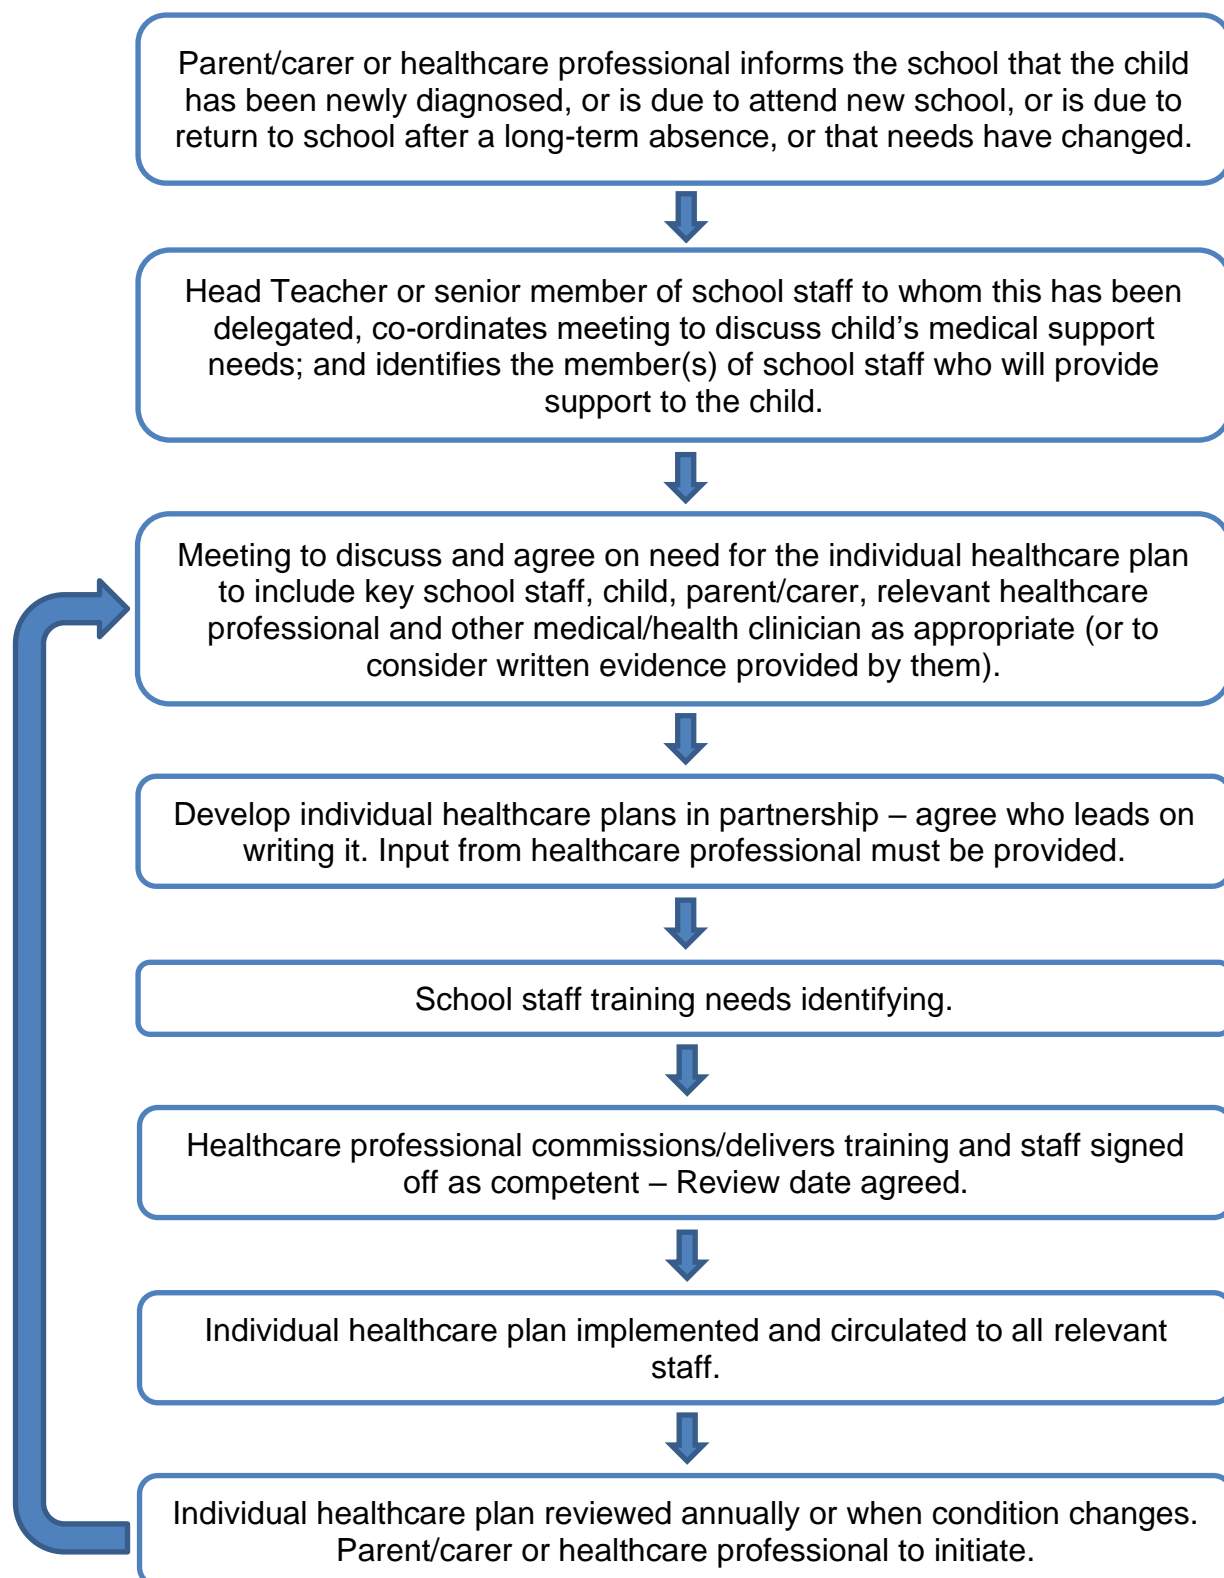 Parent/carer or healthcare professional informs the school that the child
has been newly diagnosed, or is due to attend new school, or is due to
return to school after a long-term absence, or that needs have changed.
Head Teacher or senior member of school staff to whom this has been
delegated, co-ordinates meeting to discuss child’s medical support
needs; and identifies the member(s) of school staff who will provide
support to the child.
Meeting to discuss and agree on need for the individual healthcare plan
to include key school staff, child, parent/carer, relevant healthcare
professional and other medical/health clinician as appropriate (or to
consider written evidence provided by them).
Develop individual healthcare plans in partnership – agree who leads on
writing it. Input from healthcare professional must be provided.
School staff training needs identifying.
Healthcare professional commissions/delivers training and staff signed
off as competent – Review date agreed.
Individual healthcare plan implemented and circulated to all relevant
staff.
Individual healthcare plan reviewed annually or when condition changes.
Parent/carer or healthcare professional to initiate.